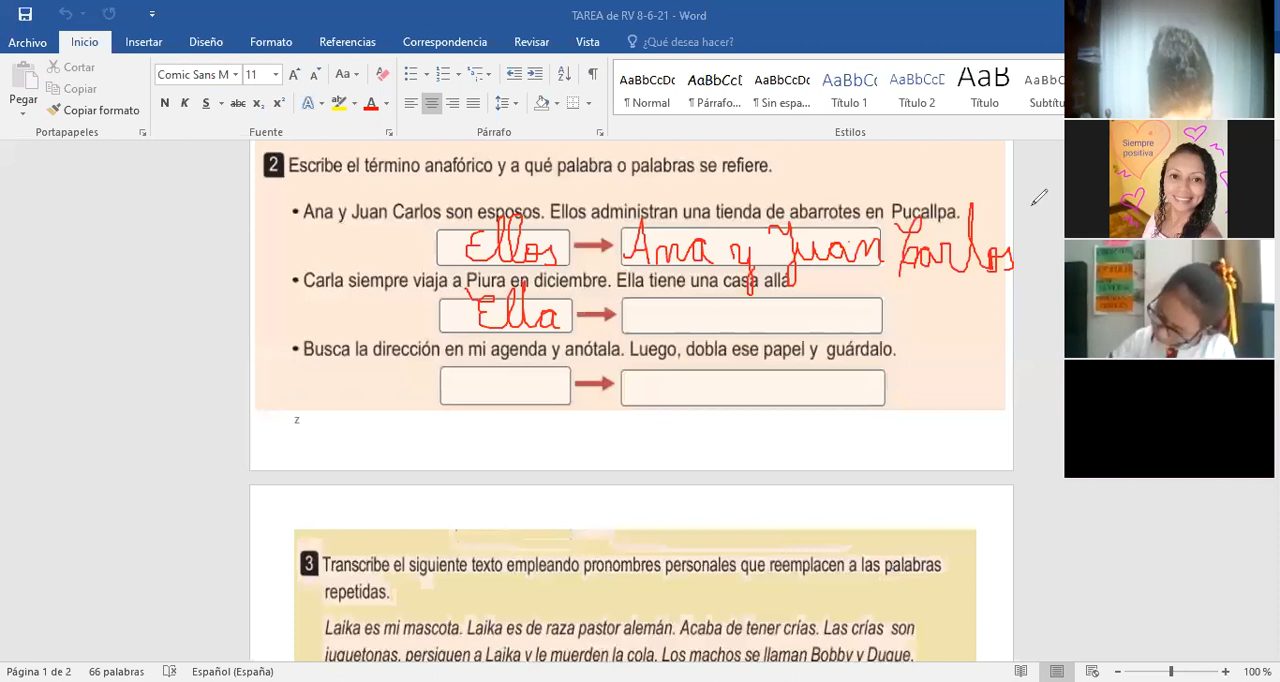 TAREA de RV 8-6-21 - Word
Archivo Inicio Insertar Diseño Formato Referencias Correspondencia Revisar Vista ¿Qué desea hacer?
Pegar
Cortar
Copiar
Copiar formato
Portapapeles
Comic Sans M 11 Aa
N K S abc x₂ x² A A
Fuente
Párrafo
AaBbCcDc AaBbCcI AaBbCcDc AaBbC AaBbCcD AaB AaBbC
¶ Normal ¶ Párrafo... ¶ Sin espa... Título 1 Título 2 Título Subtítu
Estilos
2 Escribe el término anafórico y a qué palabra o palabras se refiere.
• Ana y Juan Carlos son esposos. Ellos administran una tienda de abarrotes en Pucallpa.
Ellos Ana y Juan Carlos
• Carla siempre viaja a Piura en diciembre. Ella tiene una casa allá
Ella
• Busca la dirección en mi agenda y anótala. Luego, dobla ese papel y guárdalo.
z
3 Transcribe el siguiente texto empleando pronombres personales que reemplacen a las palabras
repetidas.
Laika es mi mascota. Laika es de raza pastor alemán. Acaba de tener crías. Las crías son
juguetonas, persiguen a Laika y le muerden la cola. Los machos se llaman Bobby y Duque,
Siempre
positiva
Página 1 de 2 66 palabras Español (España) 100 %